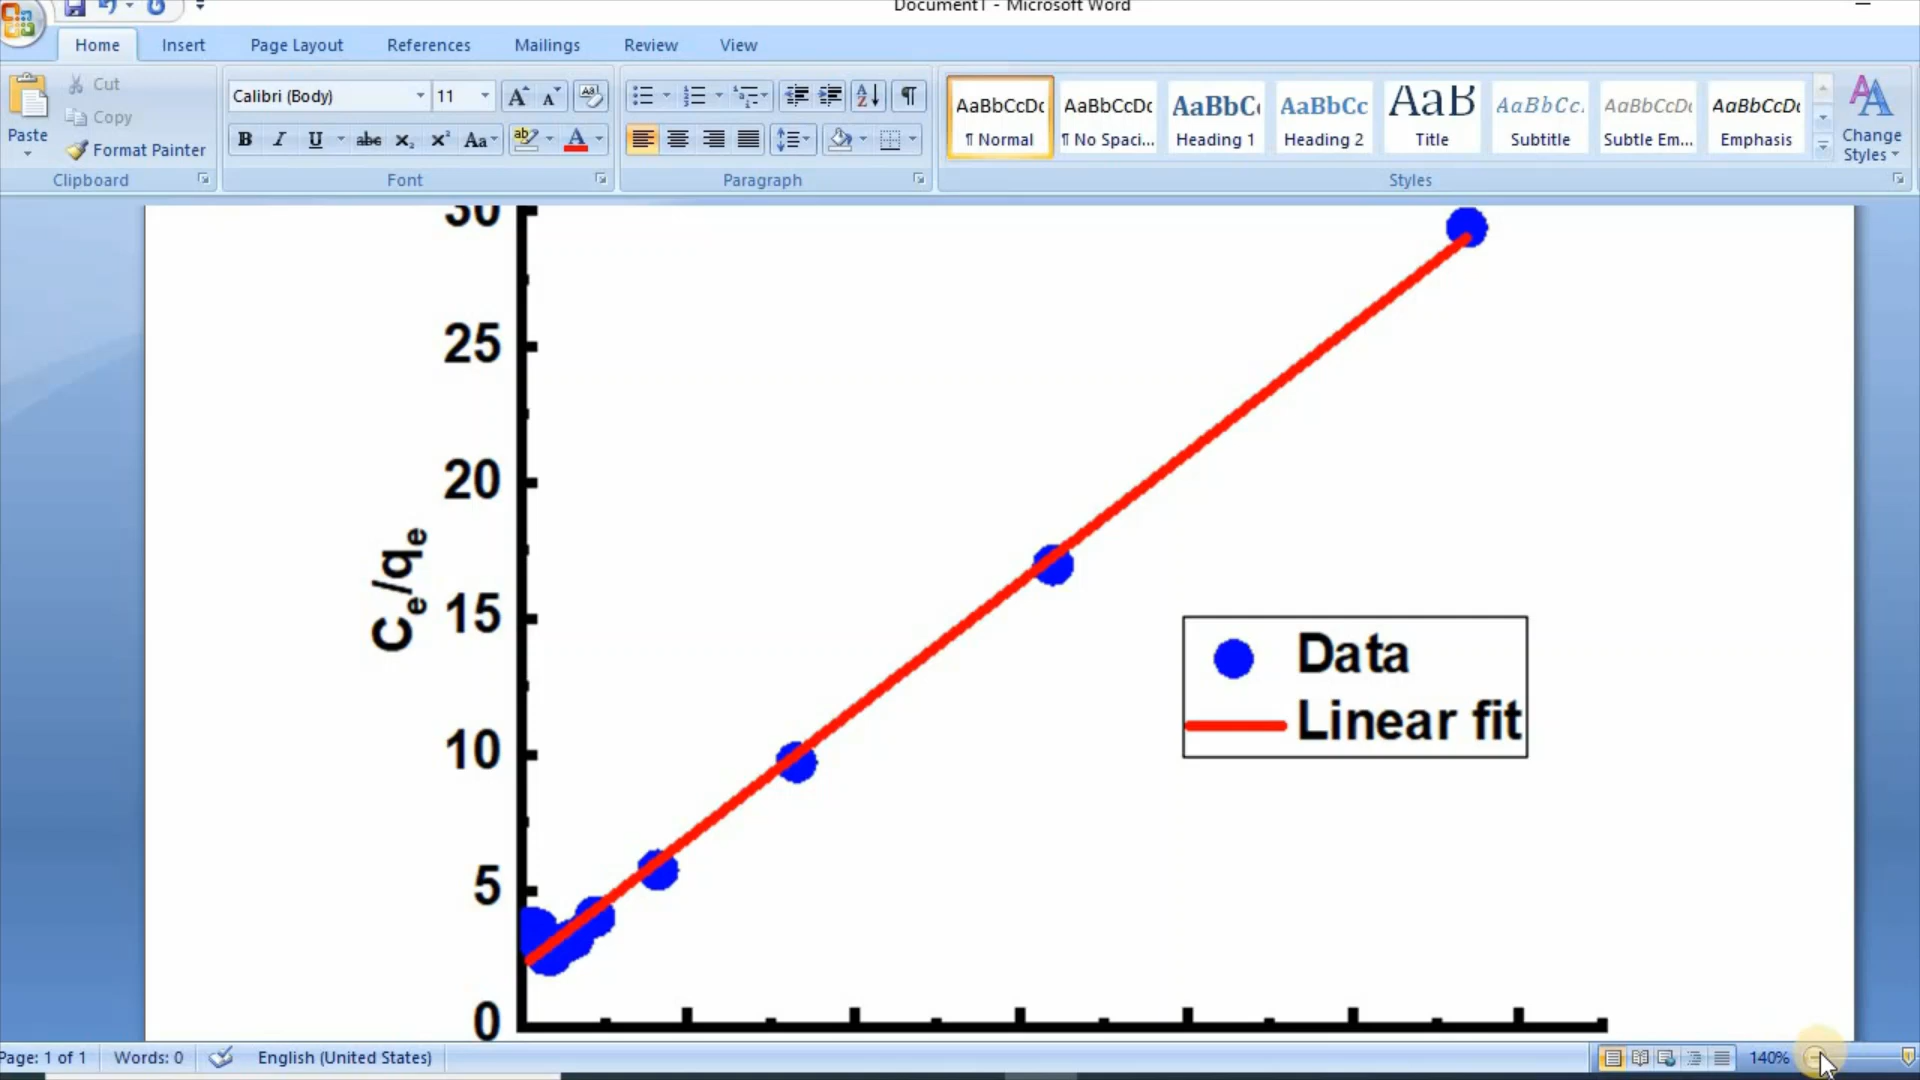 Document1 - Microsoft Word
Home Insert Page Layout References Mailings Review View
Paste
Cut
Copy
Format Painter
Clipboard
Calibri (Body) 11
Font
Paragraph
AaBbCcDc AaBbCcDc AaBbC AaBbCc AaB AaBbCc. AaBbCcDc AaBbCcDc
¶ Normal ¶ No Spaci... Heading 1 Heading 2 Title Subtitle Subtle Em... Emphasis
Change
Styles
Styles
30
25
20
15
10
5
0
Ce/qe
Data
Linear fit
Page: 1 of 1 Words: 0 English (United States) 140%